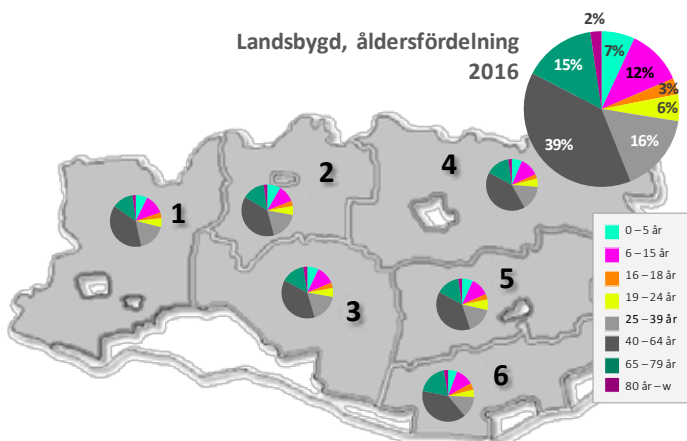 Landsbygd, åldersfördelning
2016
2%
7%
12%
3%
6%
16%
39%
15%
1
2
3
4
5
6
0–5 år
6–15 år
16–18 år
19–24 år
25–39 år
40–64 år
65–79 år
80 år–w